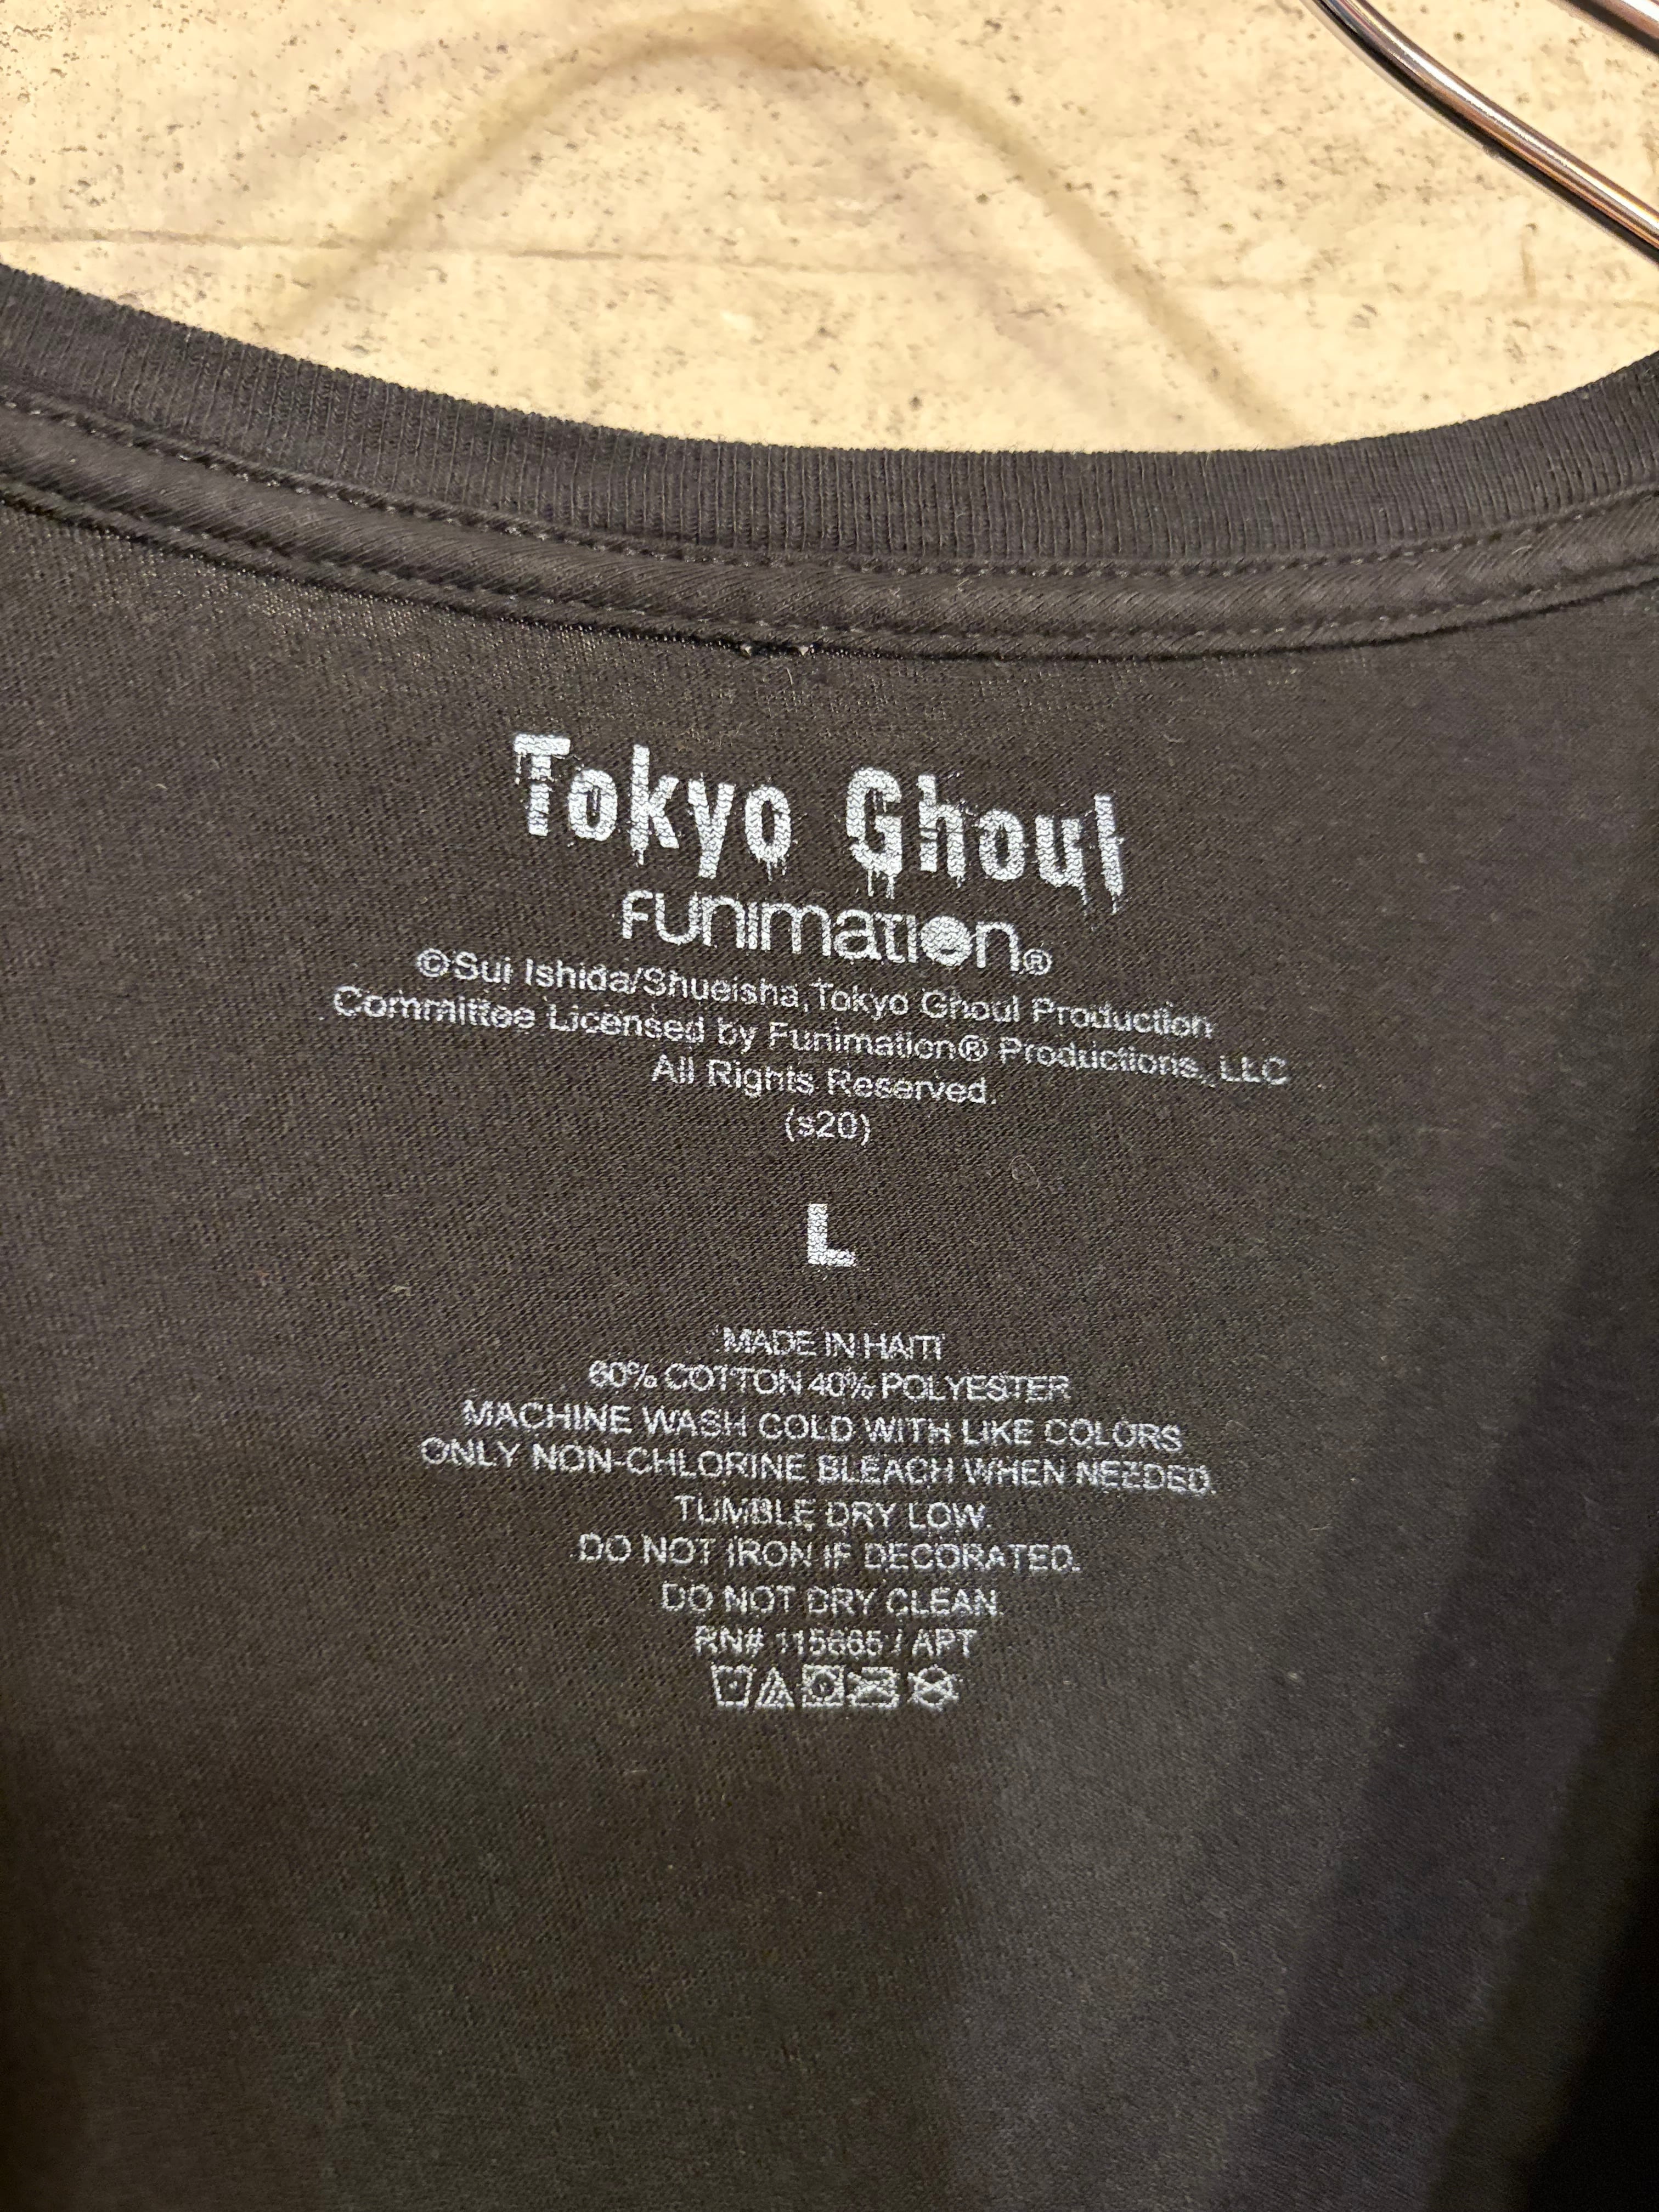 Tokyo Ghoul
FUNIMATION®
©Sui Ishida/Shueisha,Tokyo Ghoul Production
Committee Licensed by Funimation® Productions, LLC
All Rights Reserved.
(s20)
L
MADE IN HAITI
60% COTTON 40% POLYESTER
MACHINE WASH COLD WITH LIKE COLORS
ONLY NON-CHLORINE BLEACH WHEN NEEDED.
TUMBLE DRY LOW.
DO NOT IRON IF DECORATED.
DO NOT DRY CLEAN.
RN# 115665 / APT